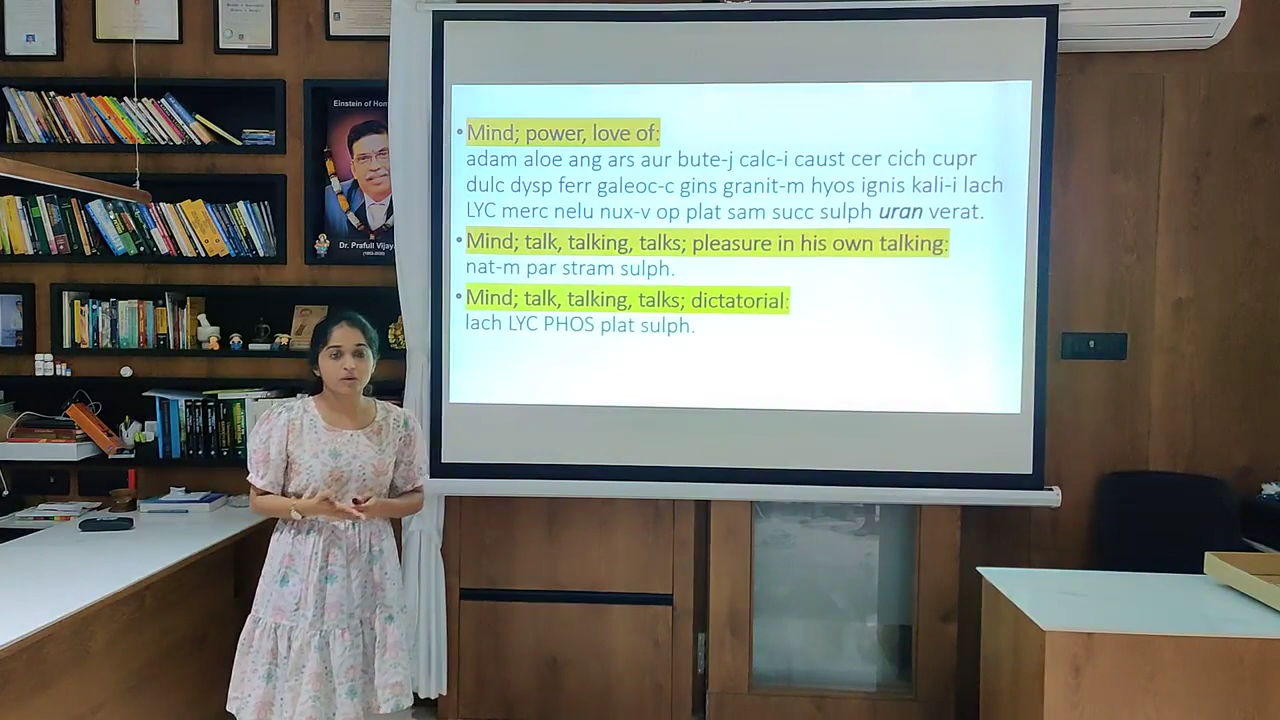 Einstein of Hom
Dr. Prafull Vijay
• Mind; power, love of:
adam aloe ang ars aur bute-j calc-i caust cer cich cupr
dulc dysp ferr galeoc-c gins granit-m hyos ignis kali-i lach
LYC merc nelu nux-v op plat sam succ sulph uran verat.
• Mind; talk, talking, talks; pleasure in his own talking:
nat-m par stram sulph.
• Mind; talk, talking, talks; dictatorial:
lach LYC PHOS plat sulph.